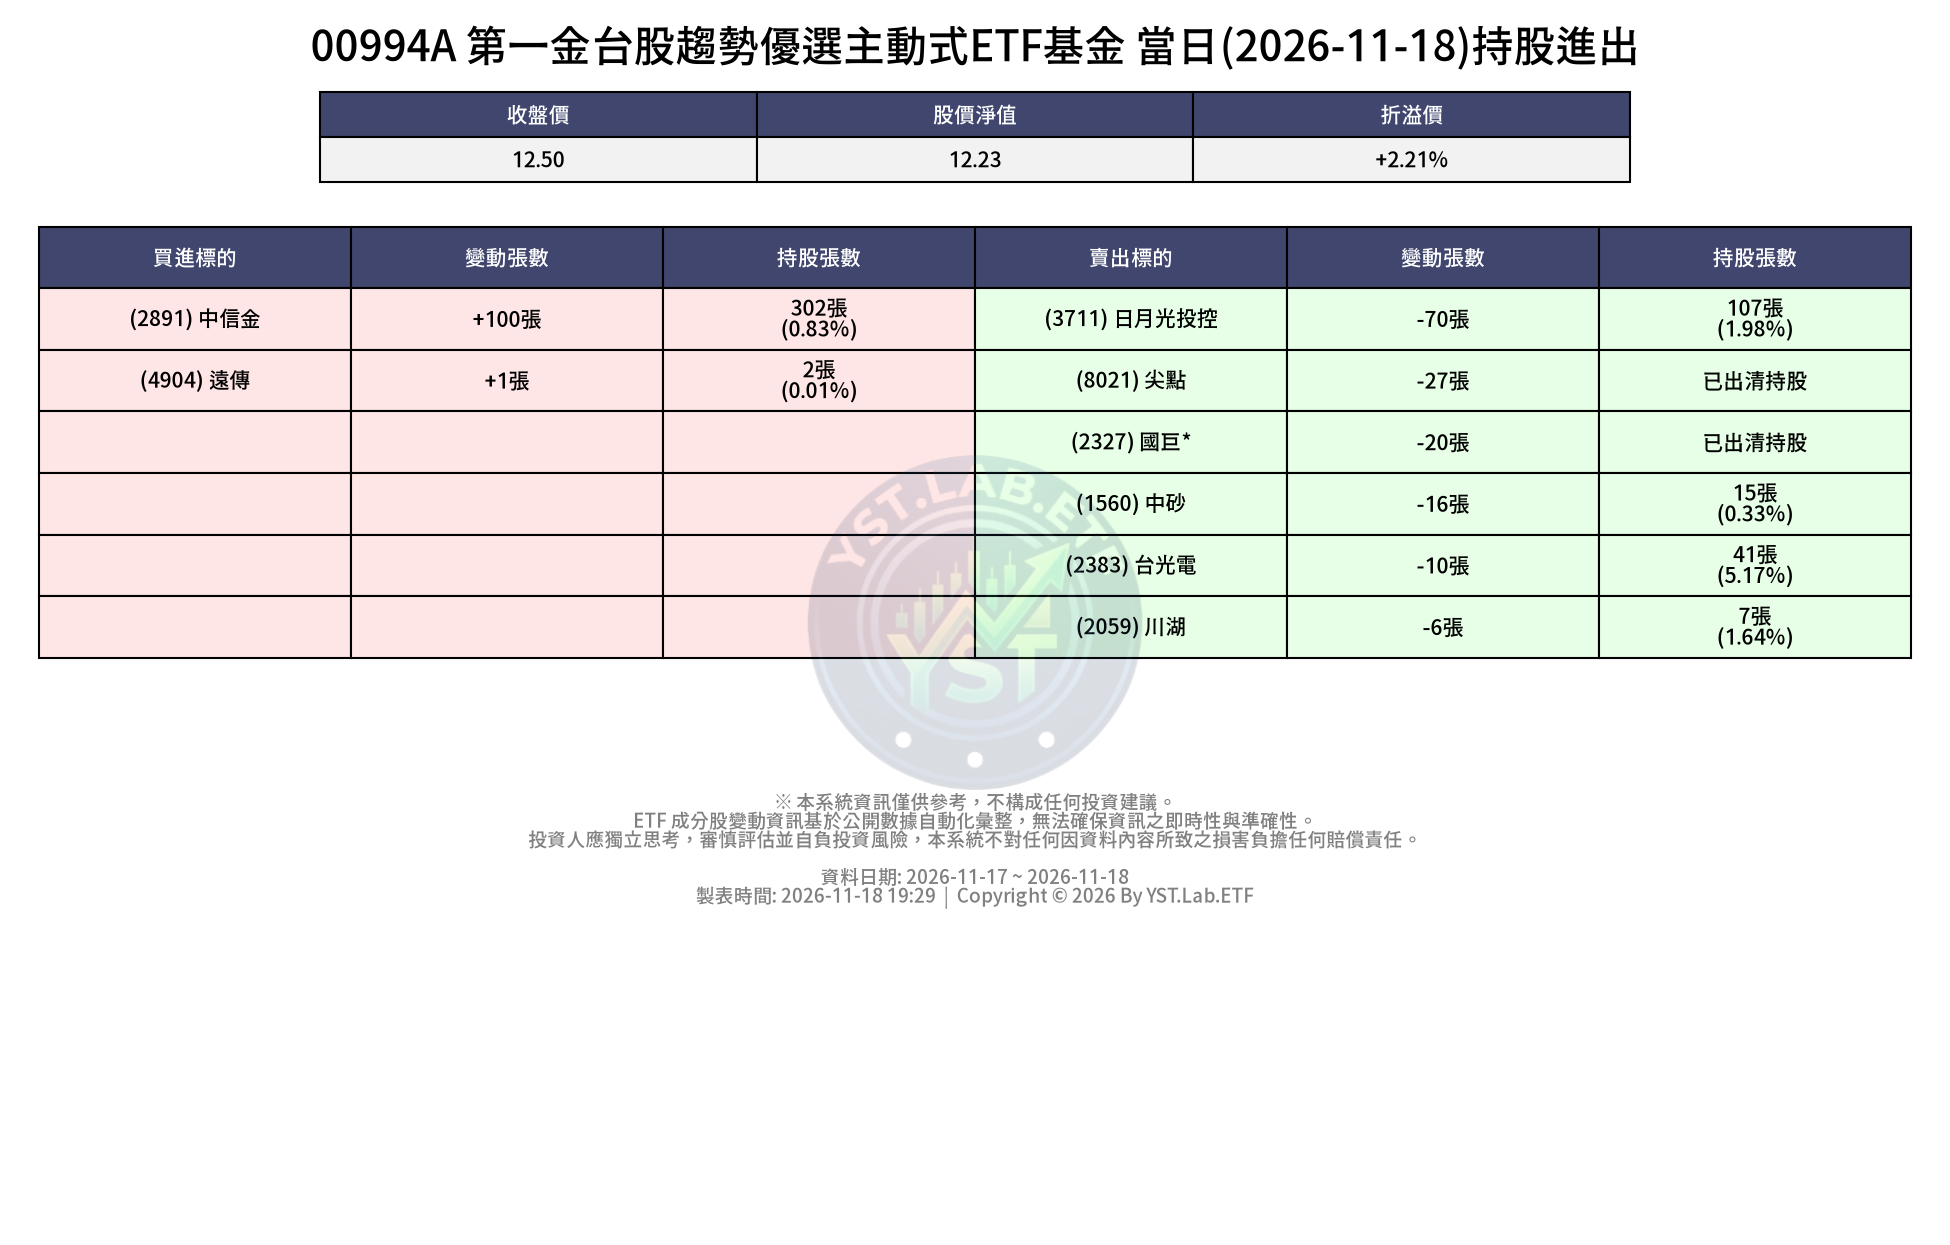 00994A 第一金台股趨勢優選主動式ETF基金 當日(2026-11-18)持股進出
收盤價 股價淨值 折溢價
12.50 12.23 +2.21%
買進標的 變動張數 持股張數 賣出標的 變動張數 持股張數
(2891) 中信金 +100張 302張 (0.83%) (3711) 日月光投控 -70張 107張 (1.98%)
(4904) 遠傳 +1張 2張 (0.01%) (8021) 尖點 -27張 已出清持股
(2327) 國巨* -20張 已出清持股
(1560) 中砂 -16張 15張 (0.33%)
(2383) 台光電 -10張 41張 (5.17%)
(2059) 川湖 -6張 7張 (1.64%)
YST.LAB.ETF
YST
※ 本系統資訊僅供參考，不構成任何投資建議。
ETF 成分股變動資訊基於公開數據自動化彙整，無法確保資訊之即時性與準確性。
投資人應獨立思考，審慎評估並自負投資風險，本系統不對任何因資料內容所致之損害負擔任何賠償責任。
資料日期: 2026-11-17 ~ 2026-11-18
製表時間: 2026-11-18 19:29 | Copyright © 2026 By YST.Lab.ETF